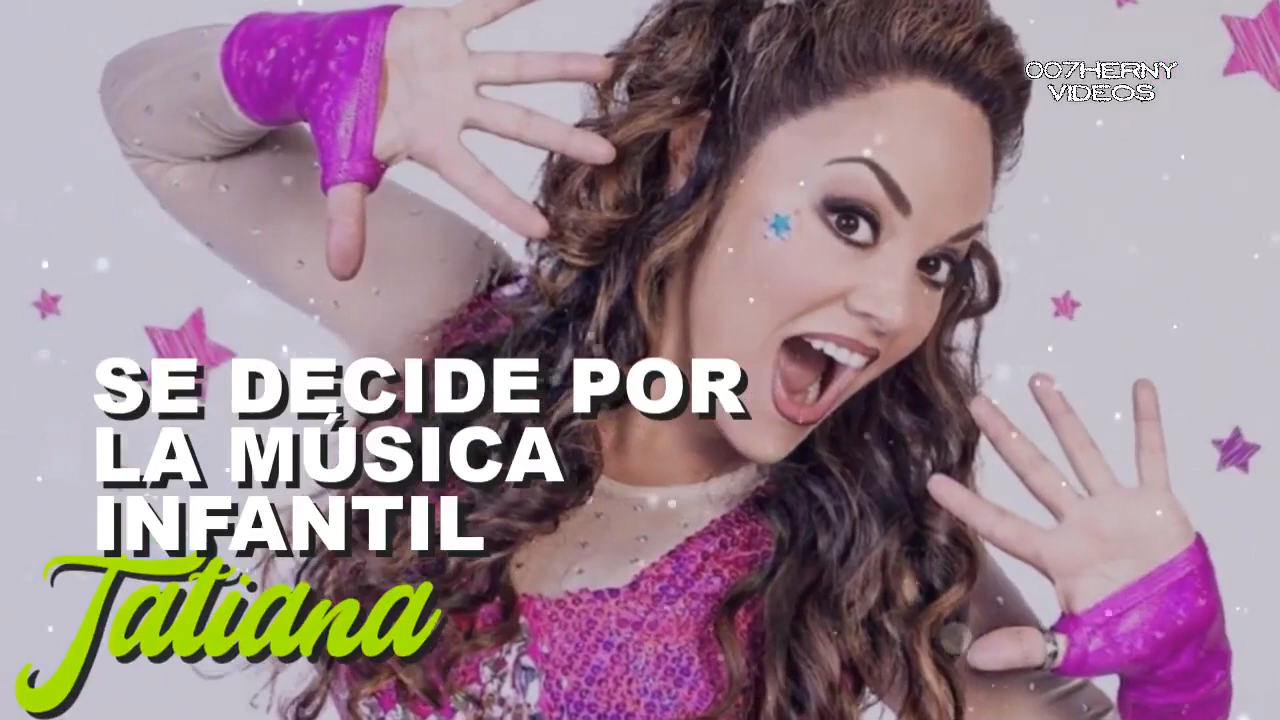 007HERNY
VIDEOS
SE DECIDE POR
LA MÚSICA
INFANTIL
Tatiana